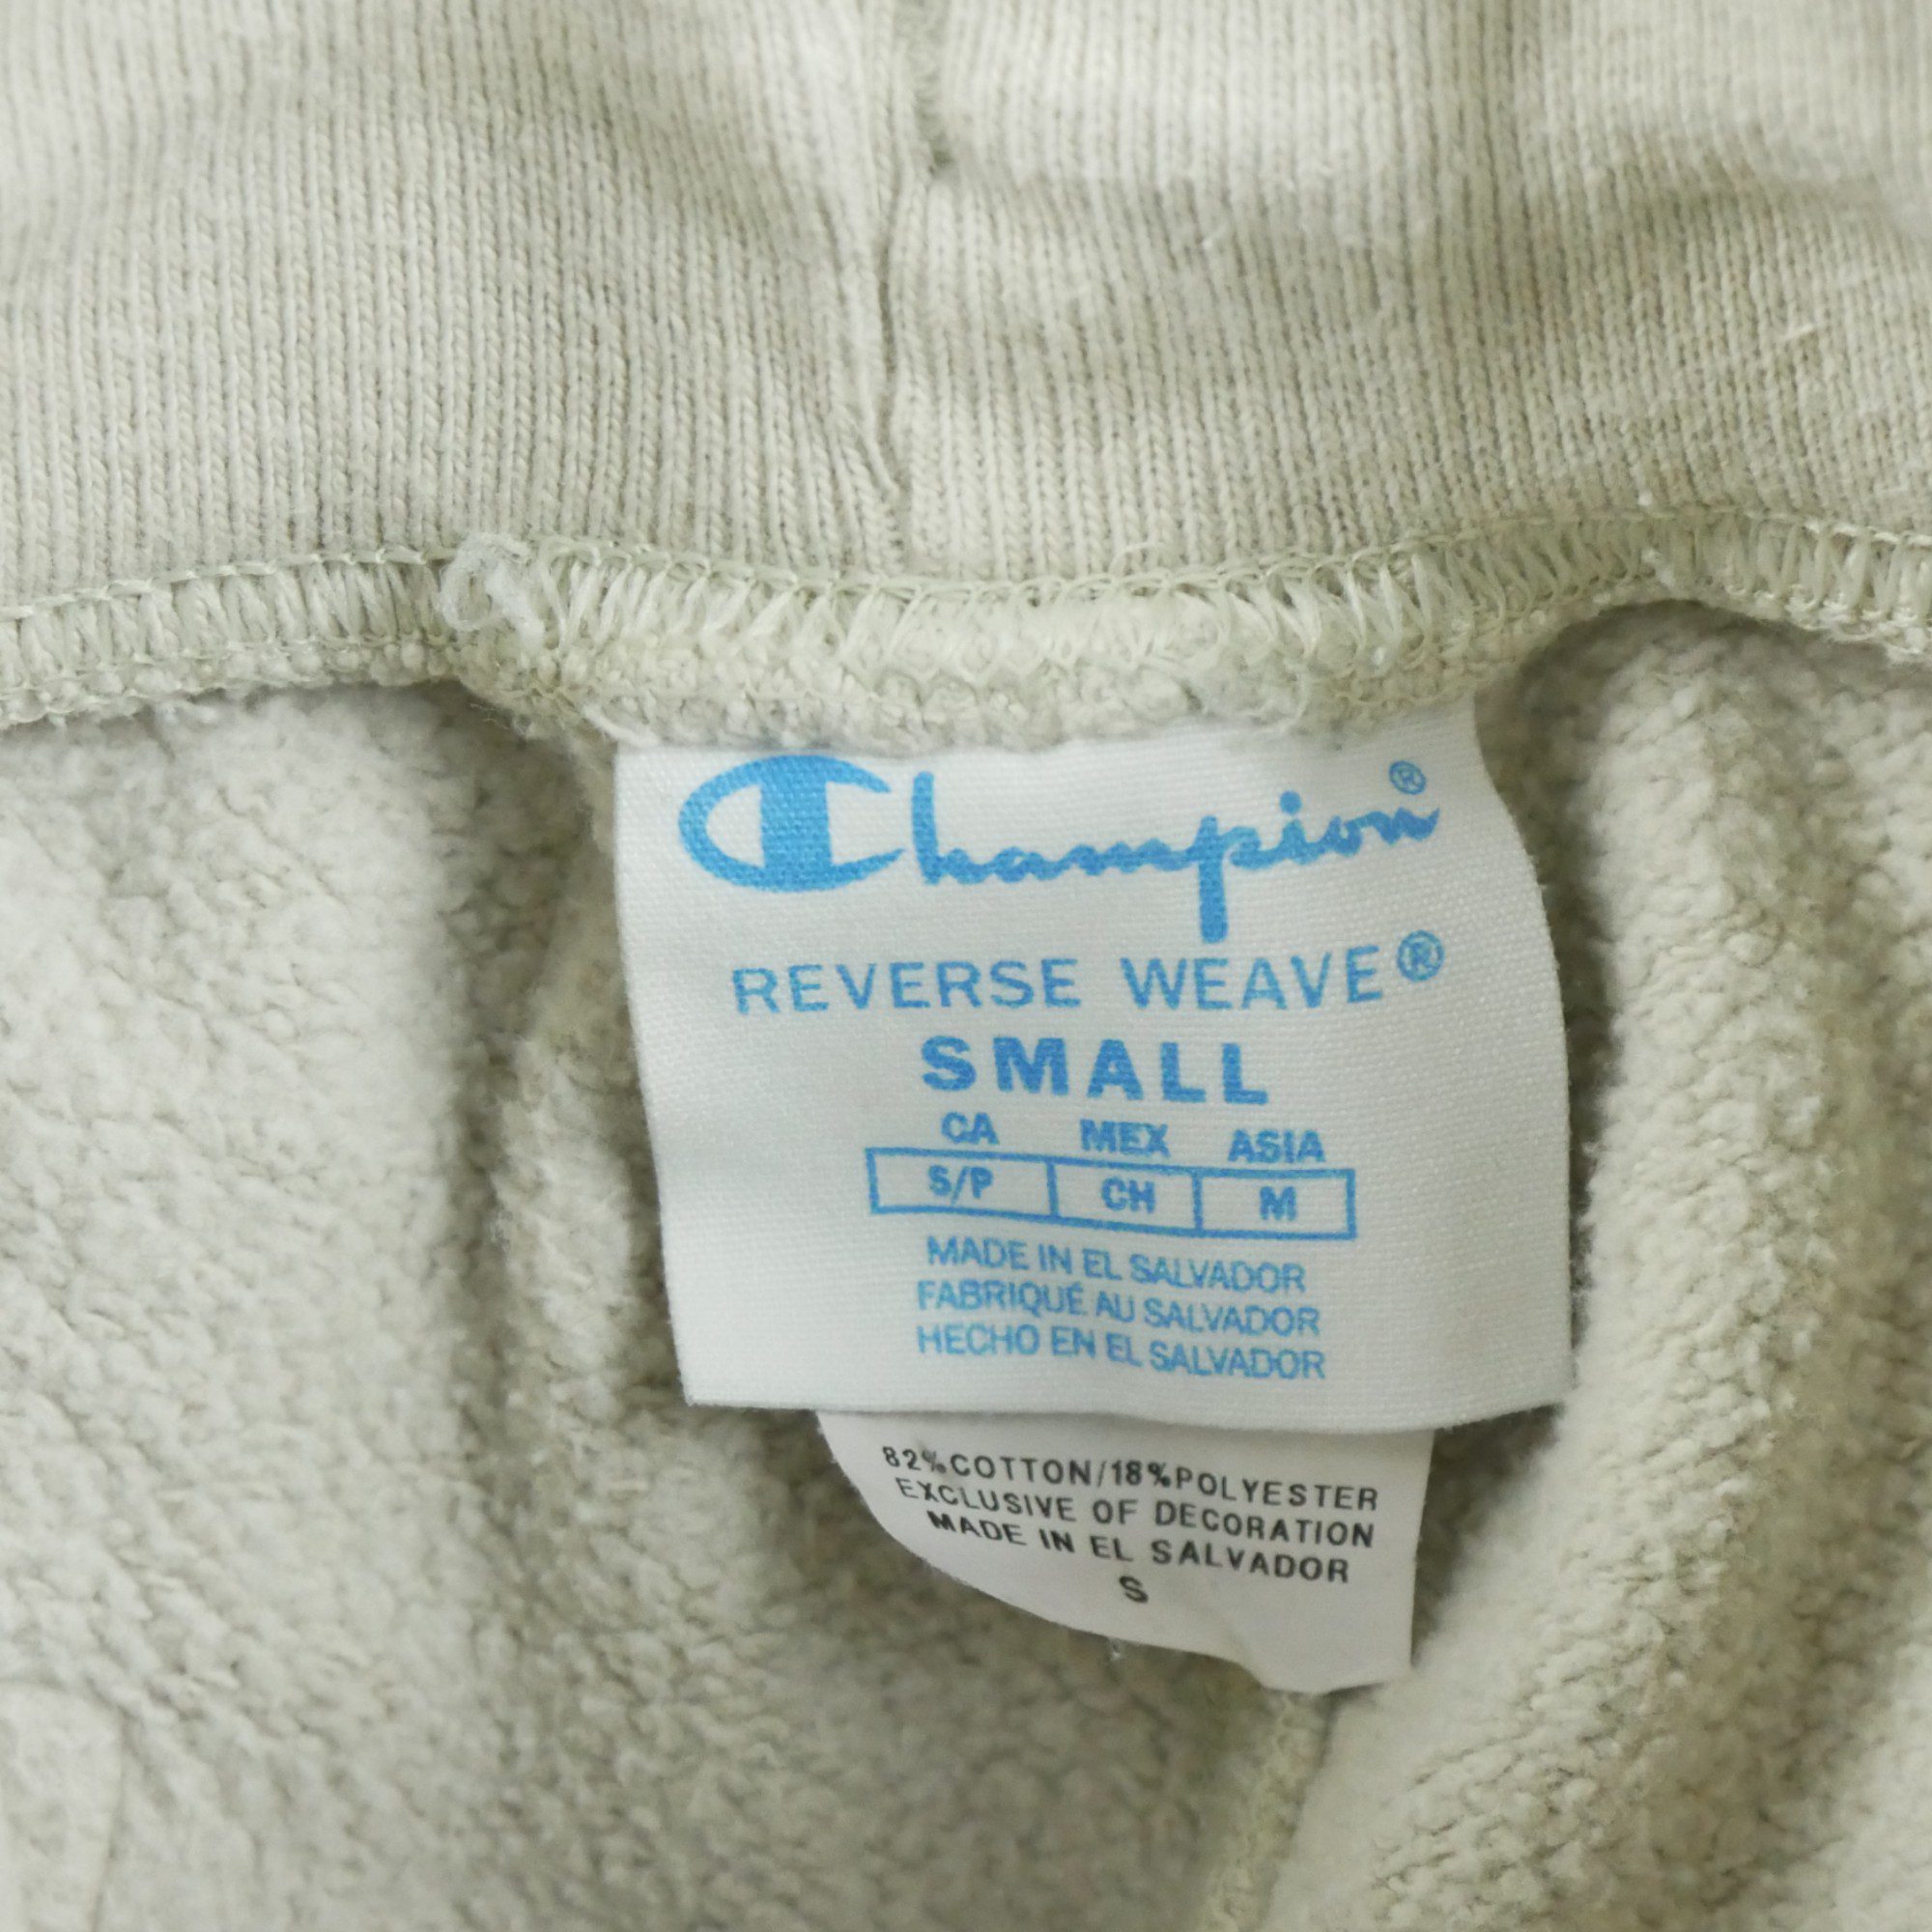 Champion®
REVERSE WEAVE®
SMALL
CA MEX ASIA
S/P CH M
MADE IN EL SALVADOR
FABRIQUÉ AU SALVADOR
HECHO EN EL SALVADOR
82%COTTON/18%POLYESTER
EXCLUSIVE OF DECORATION
MADE IN EL SALVADOR
S